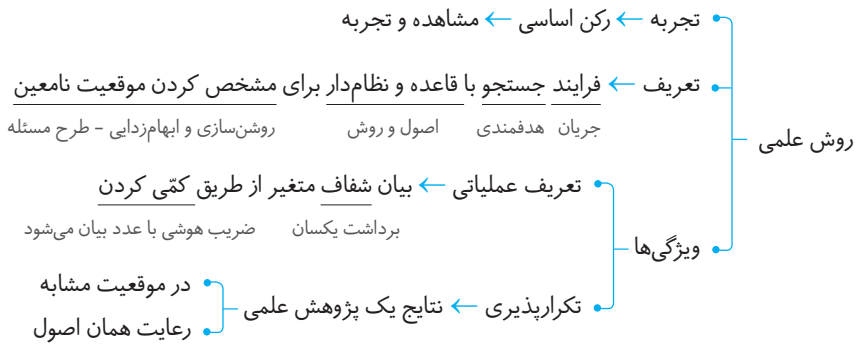 تجربه ← رکن اساسی ← مشاهده و تجربه
تعریف ← فرایند جستجو با قاعده و نظام‌دار برای مشخص کردن موقعیت نامعین
جریان هدفمندی اصول و روش روشن‌سازی و ابهام‌زدایی - طرح مسئله
روش علمی
تعریف عملیاتی ← بیان شفاف متغیر از طریق کمّی کردن
برداشت یکسان ضریب هوشی با عدد بیان می‌شود
ویژگی‌ها
تکرارپذیری ← نتایج یک پژوهش علمی
در موقعیت مشابه
رعایت همان اصول